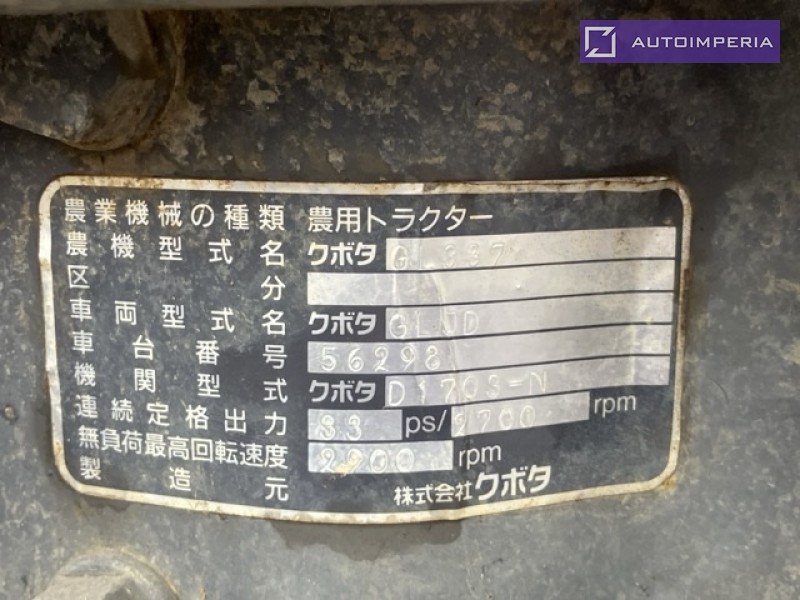 AUTOIMPERIA
農業機械の種類 農用トラクター
農機型式名 クボタ GL337
区分
車両型式名 クボタ GLJD
車台番号 56298
機関型式 クボタ D1703-N
連続定格出力 33 ps/2700 rpm
無負荷最高回転速度 2900 rpm
製造元 株式会社クボタ